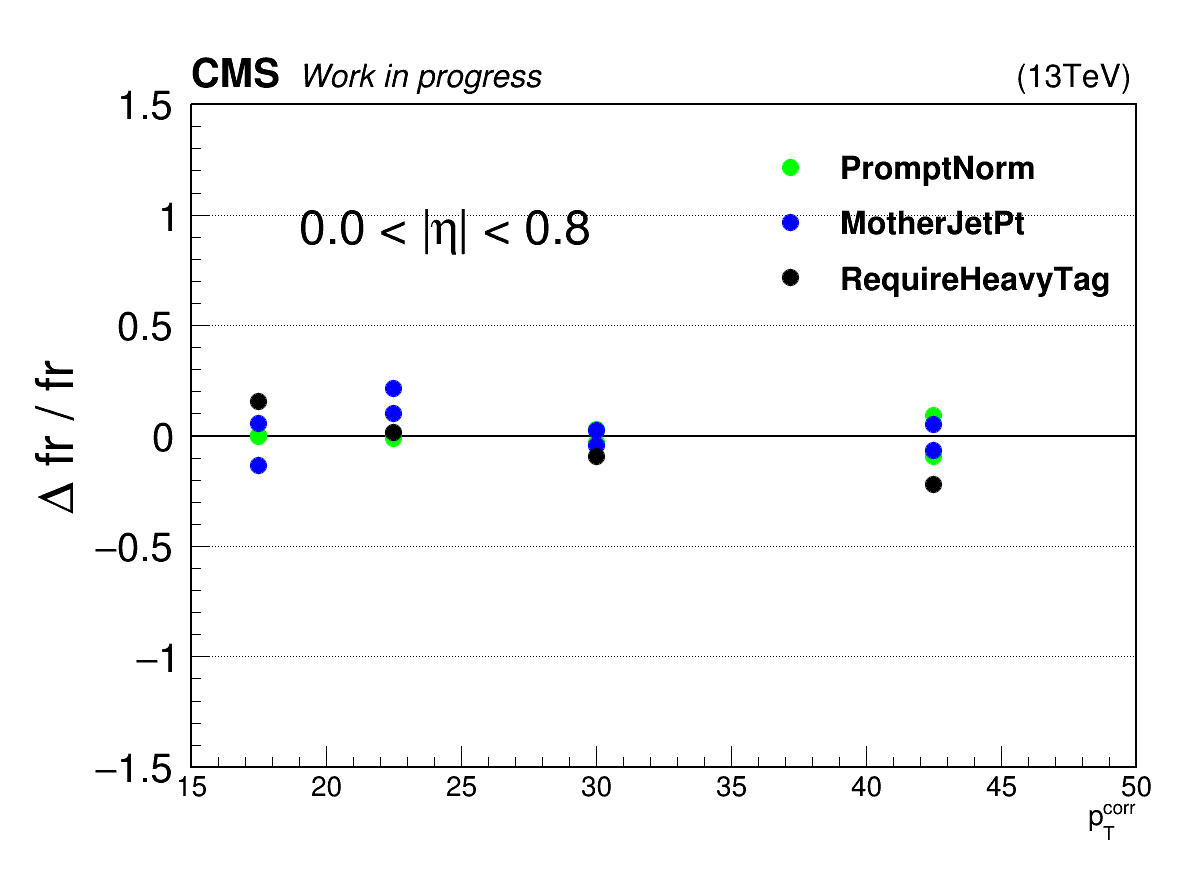 CMS Work in progress (13TeV)
1.5
PromptNorm
1
0.0 < |η| < 0.8
MotherJetPt
RequireHeavyTag
0.5
Δ fr / fr
0
−0.5
−1
−1.5
15 20 25 30 35 40 45 50
p_T^corr